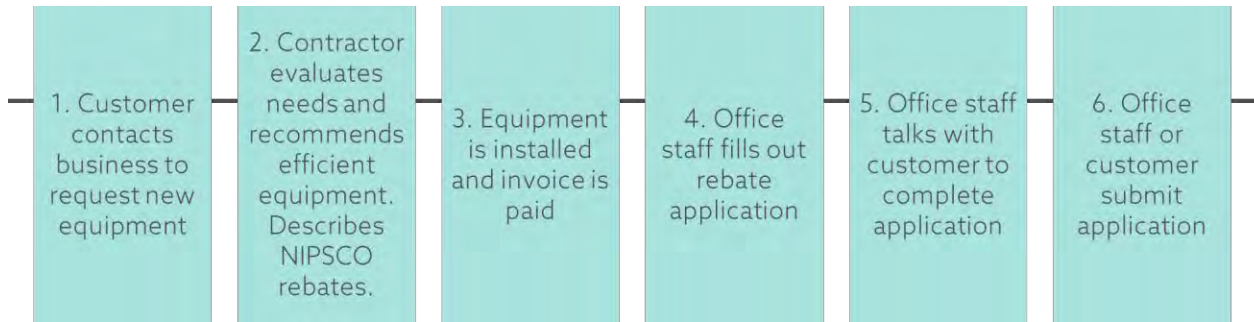 1. Customer
contacts
business to
request new
equipment
2. Contractor
evaluates
needs and
recommends
efficient
equipment.
Describes
NIPSCO
rebates.
3. Equipment
is installed
and invoice is
paid
4. Office
staff fills out
rebate
application
5. Office staff
talks with
customer to
complete
application
6. Office
staff or
customer
submit
application